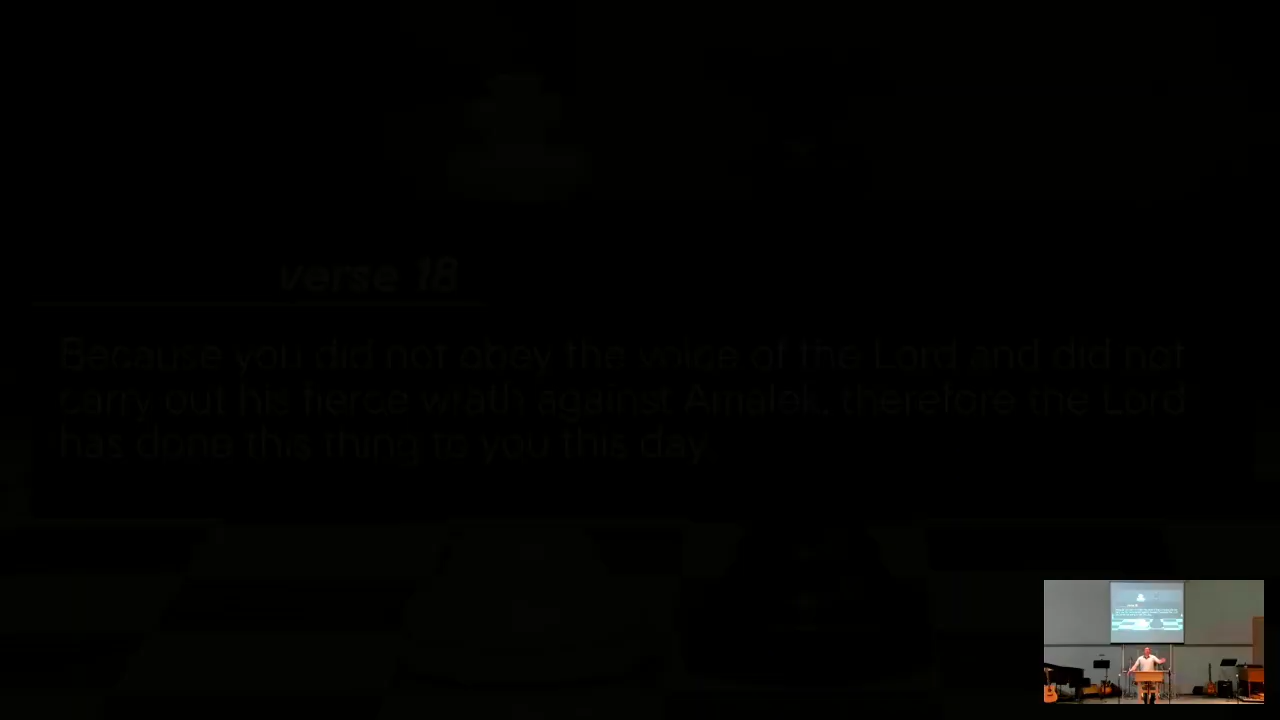 verse 18
Because you did not obey the voice of the Lord and did not
carry out his fierce wrath against Amalek, therefore the Lord
has done this thing to you this day.